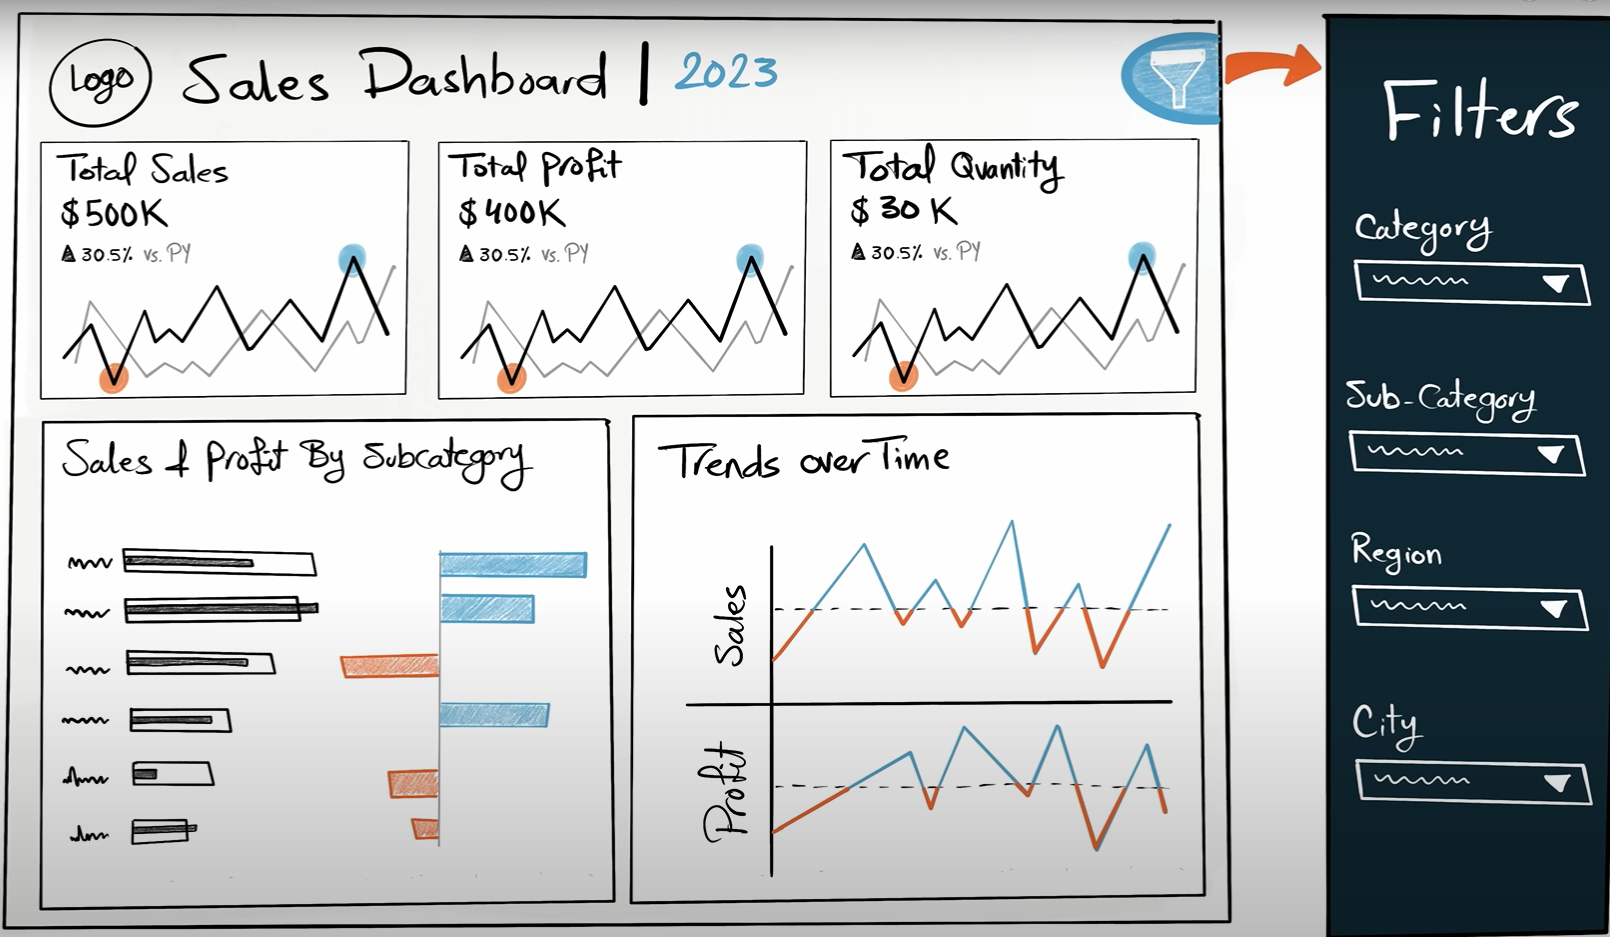 Logo
Sales Dashboard | 2023
Total Sales
$500K
▲ 30.5% vs. PY
Total Profit
$400K
▲ 30.5% vs. PY
Total Quantity
$30K
▲ 30.5% vs. PY
Sales & Profit By Subcategory
Trends over Time
Sales
Profit
Filters
Category
Sub-Category
Region
City